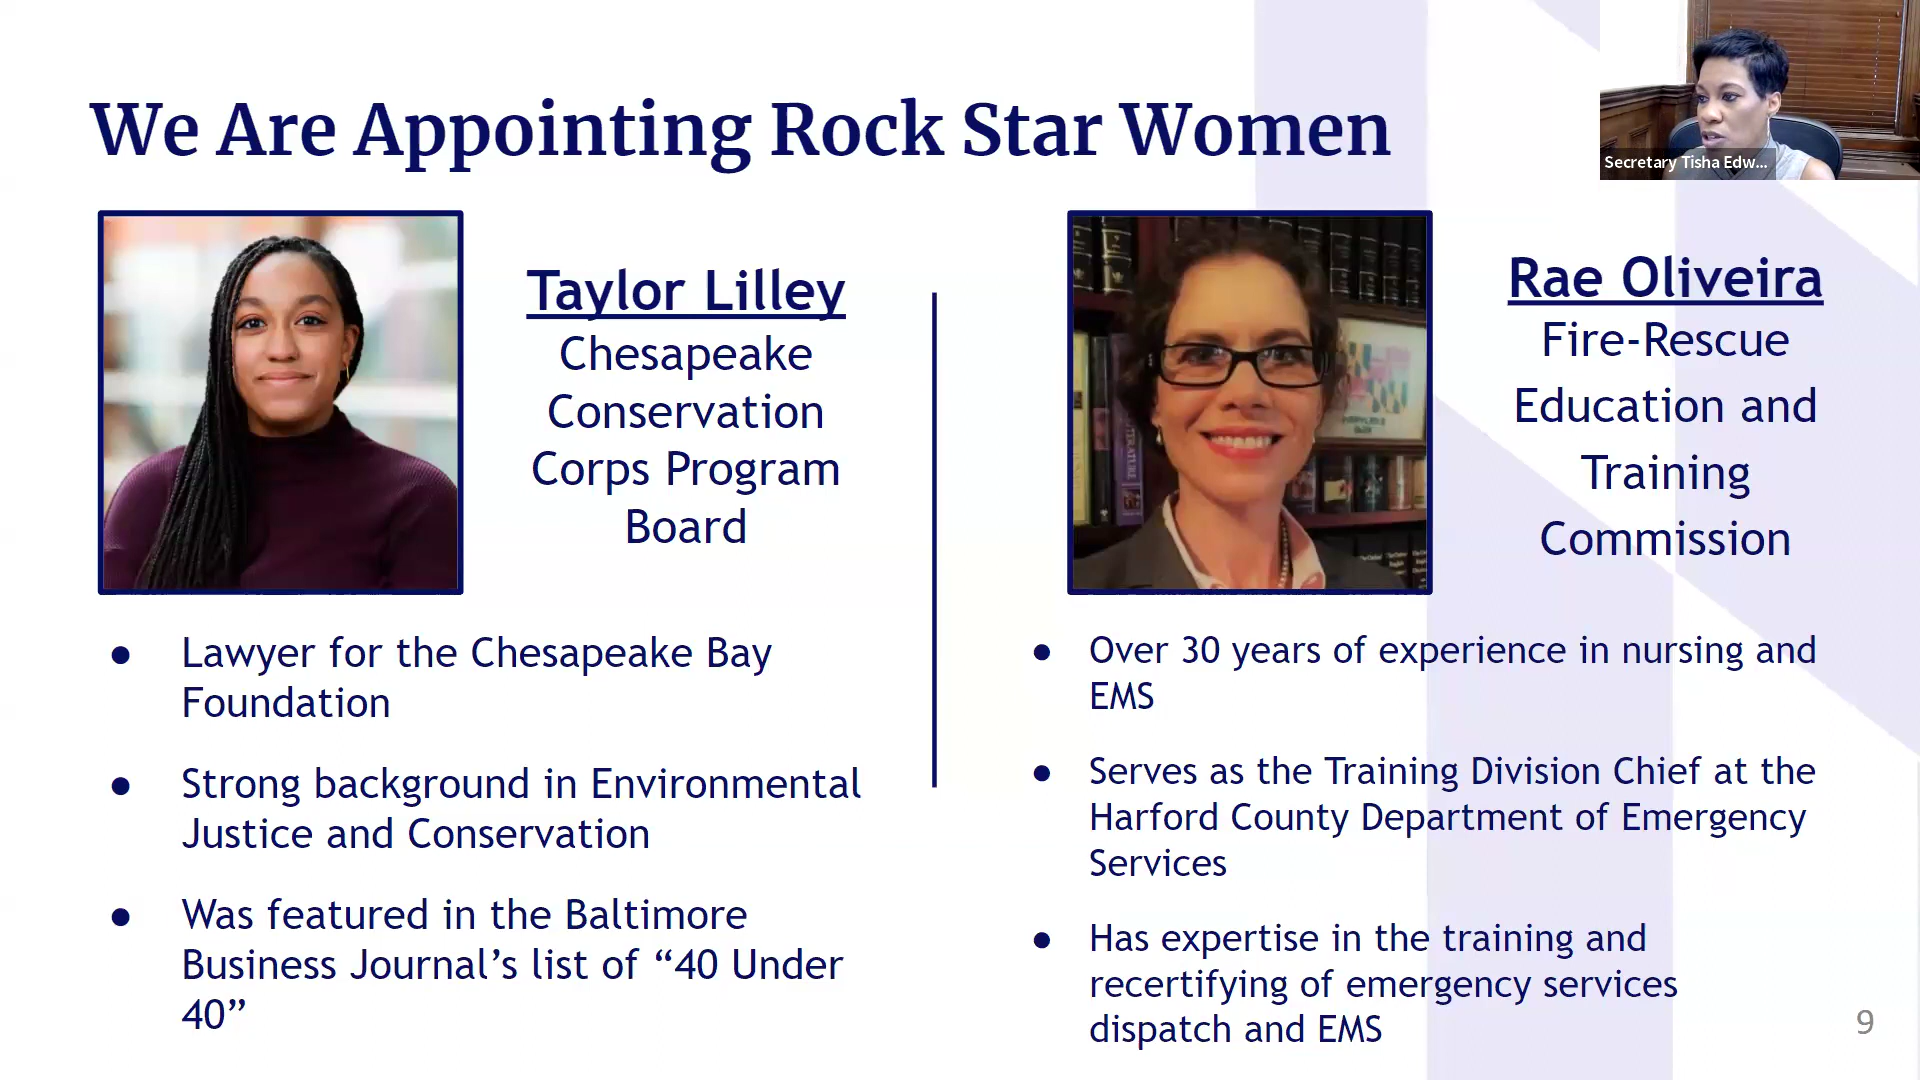 We Are Appointing Rock Star Women
Secretary Tisha Edw...
Taylor Lilley
Chesapeake
Conservation
Corps Program
Board
Lawyer for the Chesapeake Bay
Foundation
Strong background in Environmental
Justice and Conservation
Was featured in the Baltimore
Business Journal’s list of “40 Under
40”
Rae Oliveira
Fire-Rescue
Education and
Training
Commission
Over 30 years of experience in nursing and
EMS
Serves as the Training Division Chief at the
Harford County Department of Emergency
Services
Has expertise in the training and
recertifying of emergency services
dispatch and EMS
9